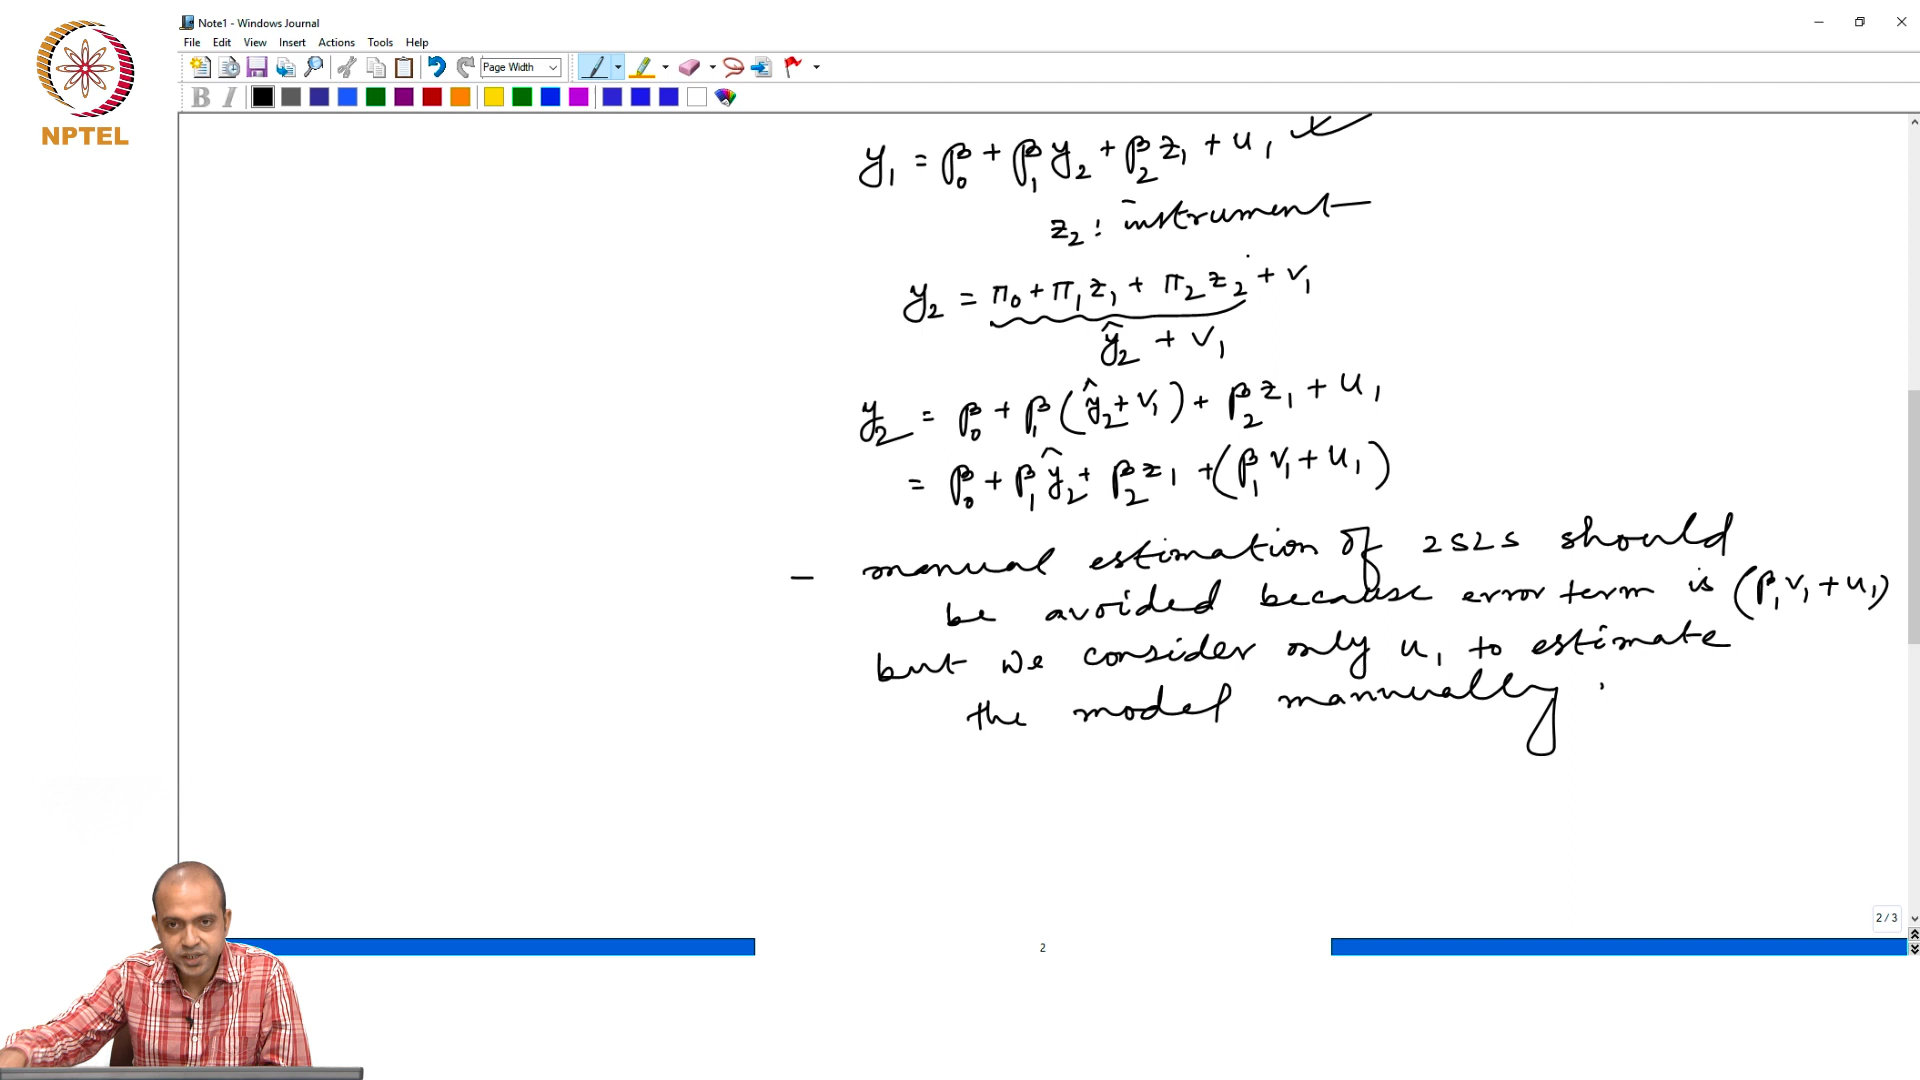 Note1 - Windows Journal
File Edit View Insert Actions Tools Help
Page Width
B I
NPTEL
y₁ = β₀ + β₁ y₂ + β₂ z₁ + u₁
z₂ : instrument
y₂ = π₀ + π₁ z₁ + π₂ z₂ + v₁
ŷ₂ + v₁
y₂ = β₀ + β₁ (ŷ₂ + v₁) + β₂ z₁ + u₁
= β₀ + β₁ ŷ₂ + β₂ z₁ + (β₁ v₁ + u₁)
– manual estimation of 2SLS should
be avoided because error term is (β₁ v₁ + u₁)
but we consider only u₁ to estimate
the model mannually.
2 / 3
2